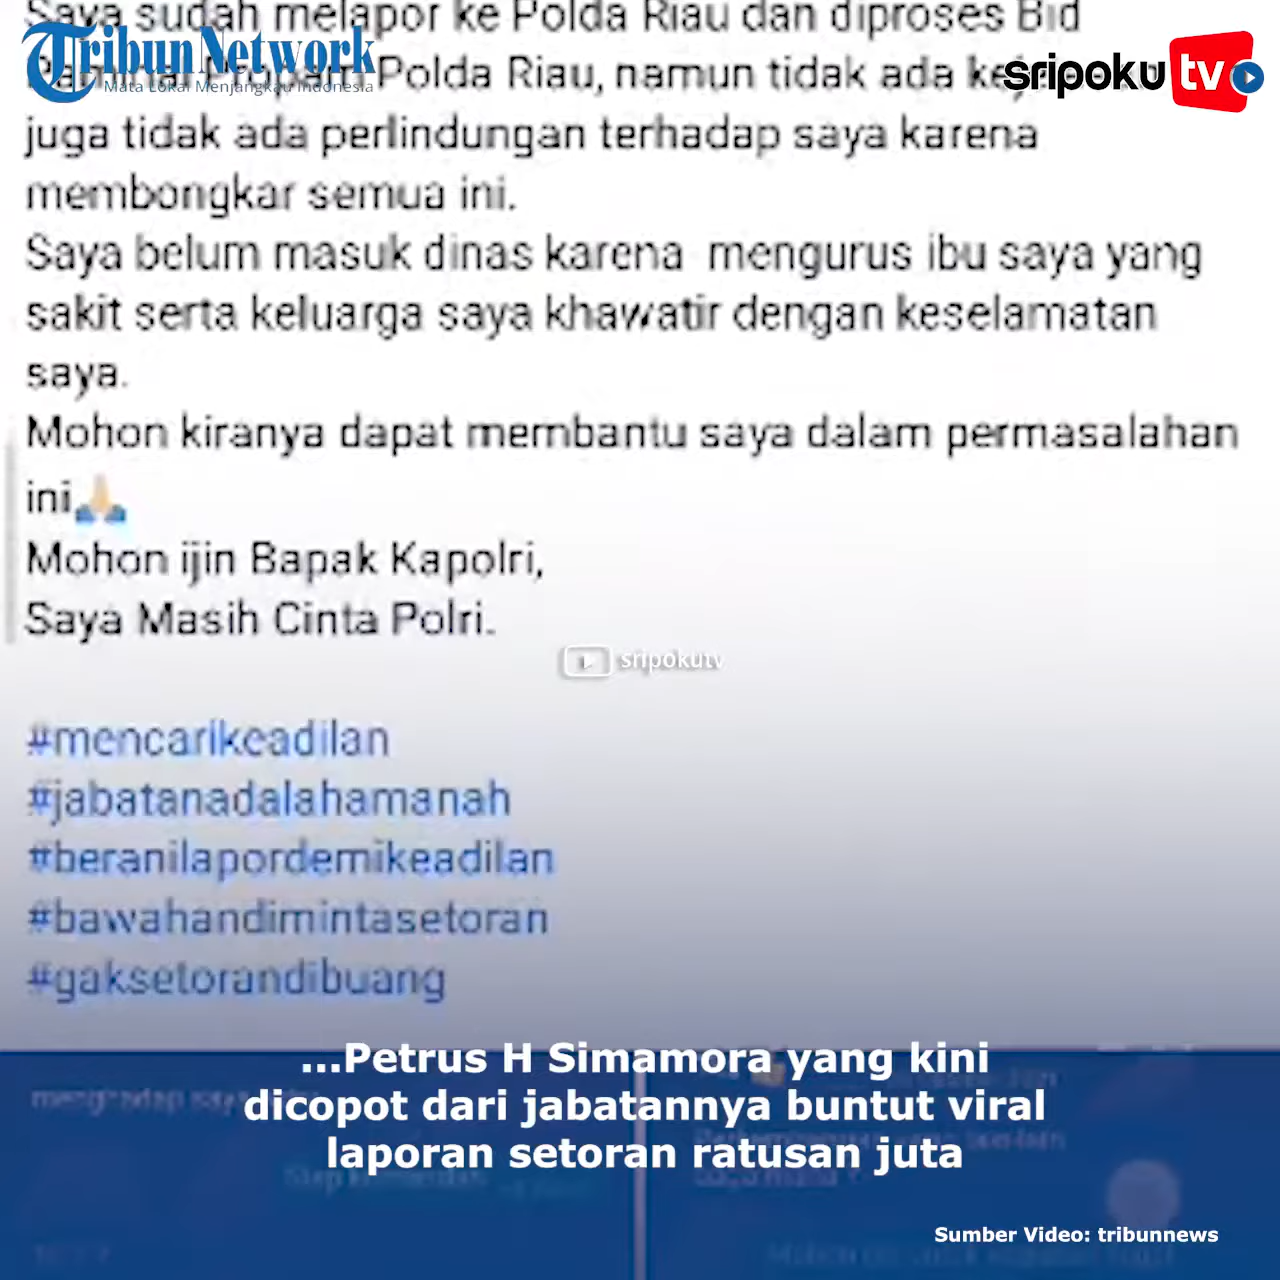 Saya sudah melapor ke Polda Riau dan diproses Bid
Tribun Network
Mata Lokal Menjangkau Indonesia
sripoku tv
Polda Riau, namun tidak ada
juga tidak ada perlindungan terhadap saya karena
membongkar semua ini.
Saya belum masuk dinas karena mengurus ibu saya yang
sakit serta keluarga saya khawatir dengan keselamatan
saya.
Mohon kiranya dapat membantu saya dalam permasalahan
ini🙏🏼
Mohon ijin Bapak Kapolri,
Saya Masih Cinta Polri.
sripokutv
#mencarikeadilan
#jabatanadalahamanah
#beranilapordemikeadilan
#bawahandimintasetoran
#gaksetorandibuang
...Petrus H Simamora yang kini
dicopot dari jabatannya buntut viral
laporan setoran ratusan juta
menghadap saya
Siap komandan
Sumber Video: tribunnews